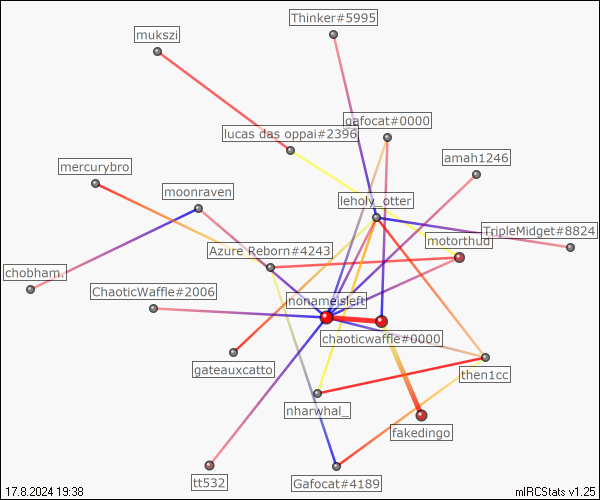 Thinker#5995
mukszi
gafocat#0000
lucas das oppai#2396
amah1246
mercurybro
moonraven
leholy_otter
TripleMidget#8824
motorthud
Azure Reborn#4243
chobham.
ChaoticWaffle#2006
nonameisleft
chaoticwaffle#0000
gateauxcatto
then1cc
nharwhal_
fakedingo
tt532
Gafocat#4189
17.8.2024 19:38
mIRCStats v1.25